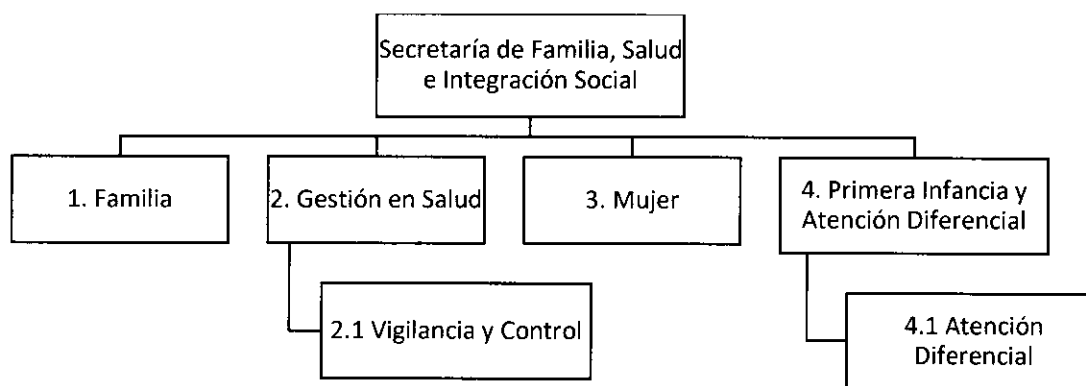 Secretaría de Familia, Salud
e Integración Social
1. Familia
2. Gestión en Salud
3. Mujer
4. Primera Infancia y
Atención Diferencial
2.1 Vigilancia y Control
4.1 Atención
Diferencial